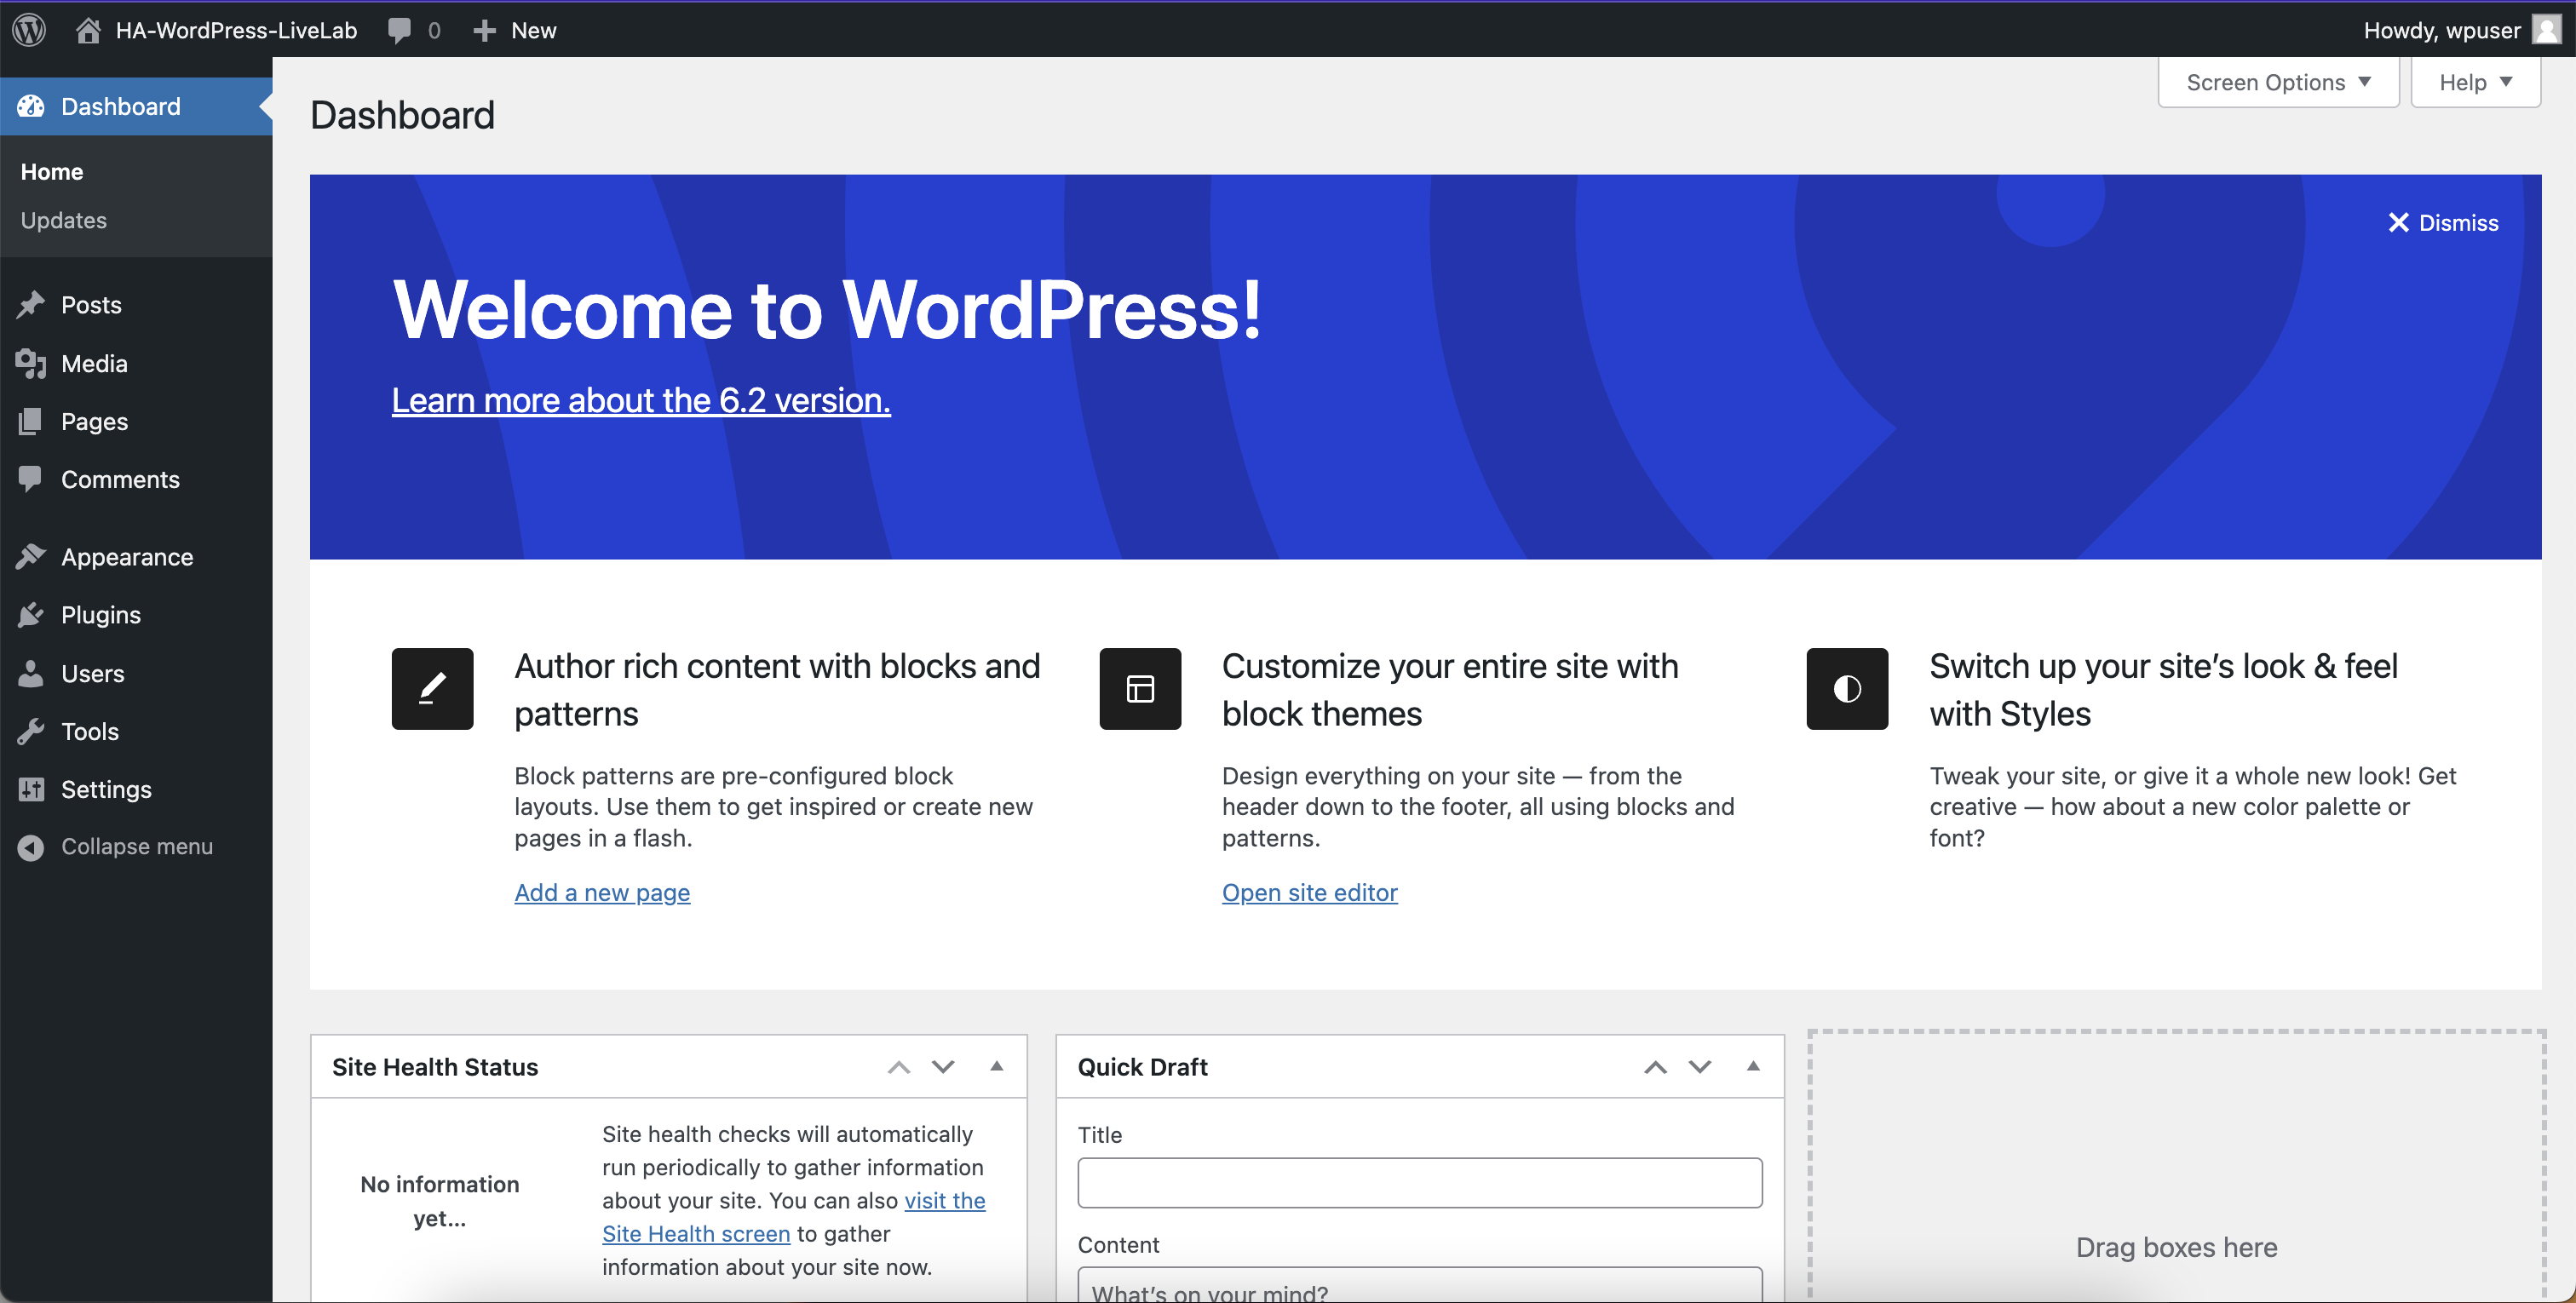 HA-WordPress-LiveLab 0 New Howdy, wpuser
Dashboard
Home
Updates
Posts
Media
Pages
Comments
Appearance
Plugins
Users
Tools
Settings
Collapse menu
Screen Options Help
Dashboard
Dismiss
Welcome to WordPress!
Learn more about the 6.2 version.
Author rich content with blocks and
patterns
Block patterns are pre-configured block
layouts. Use them to get inspired or create new
pages in a flash.
Add a new page
Customize your entire site with
block themes
Design everything on your site — from the
header down to the footer, all using blocks and
patterns.
Open site editor
Switch up your site’s look & feel
with Styles
Tweak your site, or give it a whole new look! Get
creative — how about a new color palette or
font?
Site Health Status
No information
yet...
Site health checks will automatically
run periodically to gather information
about your site. You can also visit the
Site Health screen to gather
information about your site now.
Quick Draft
Title
Content
What’s on your mind?
Drag boxes here